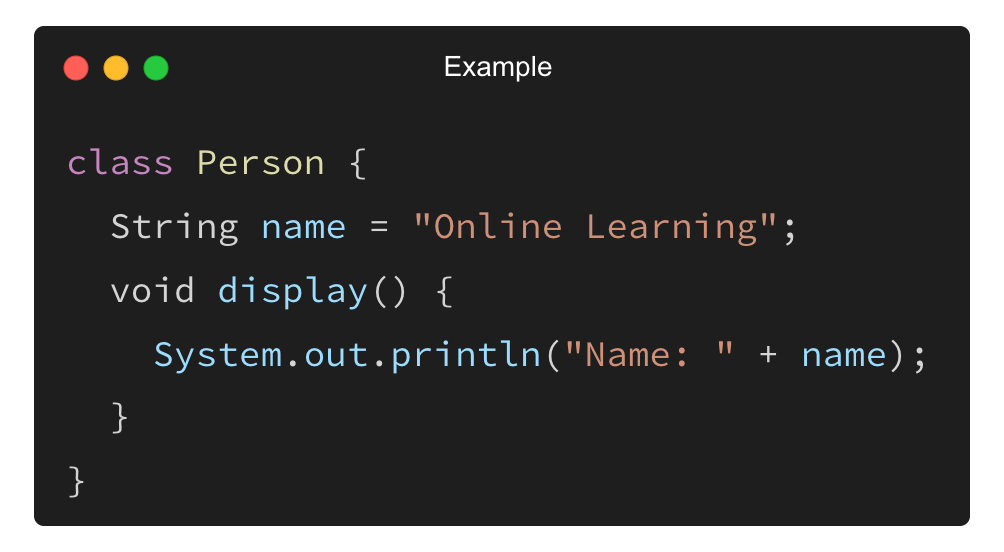 Example
class Person {
  String name = "Online Learning";
  void display() {
    System.out.println("Name: " + name);
  }
}